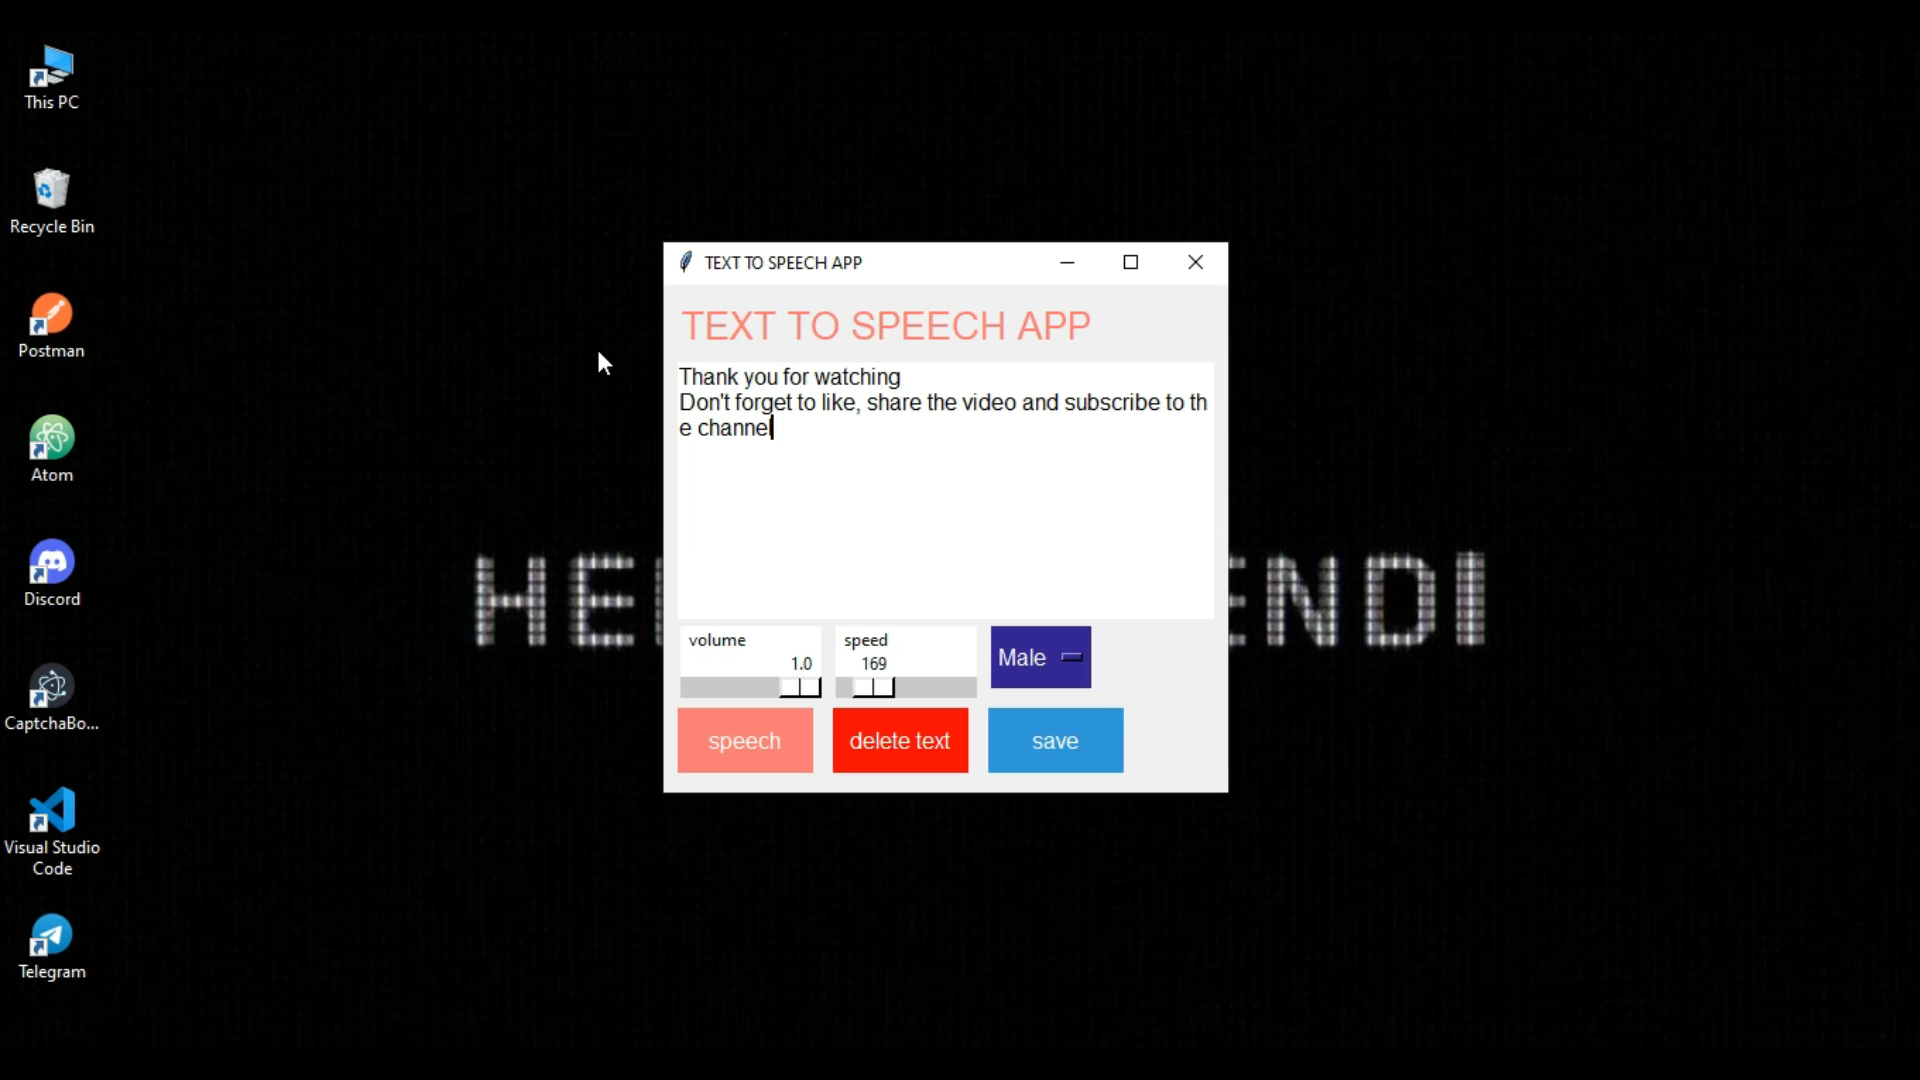 This PC
Recycle Bin
Postman
Atom
Discord
CaptchaBo...
Visual Studio
Code
Telegram
TEXT TO SPEECH APP
TEXT TO SPEECH APP
Thank you for watching
Don't forget to like, share the video and subscribe to th
e channel
volume
1.0
speed
169
Male
speech
delete text
save